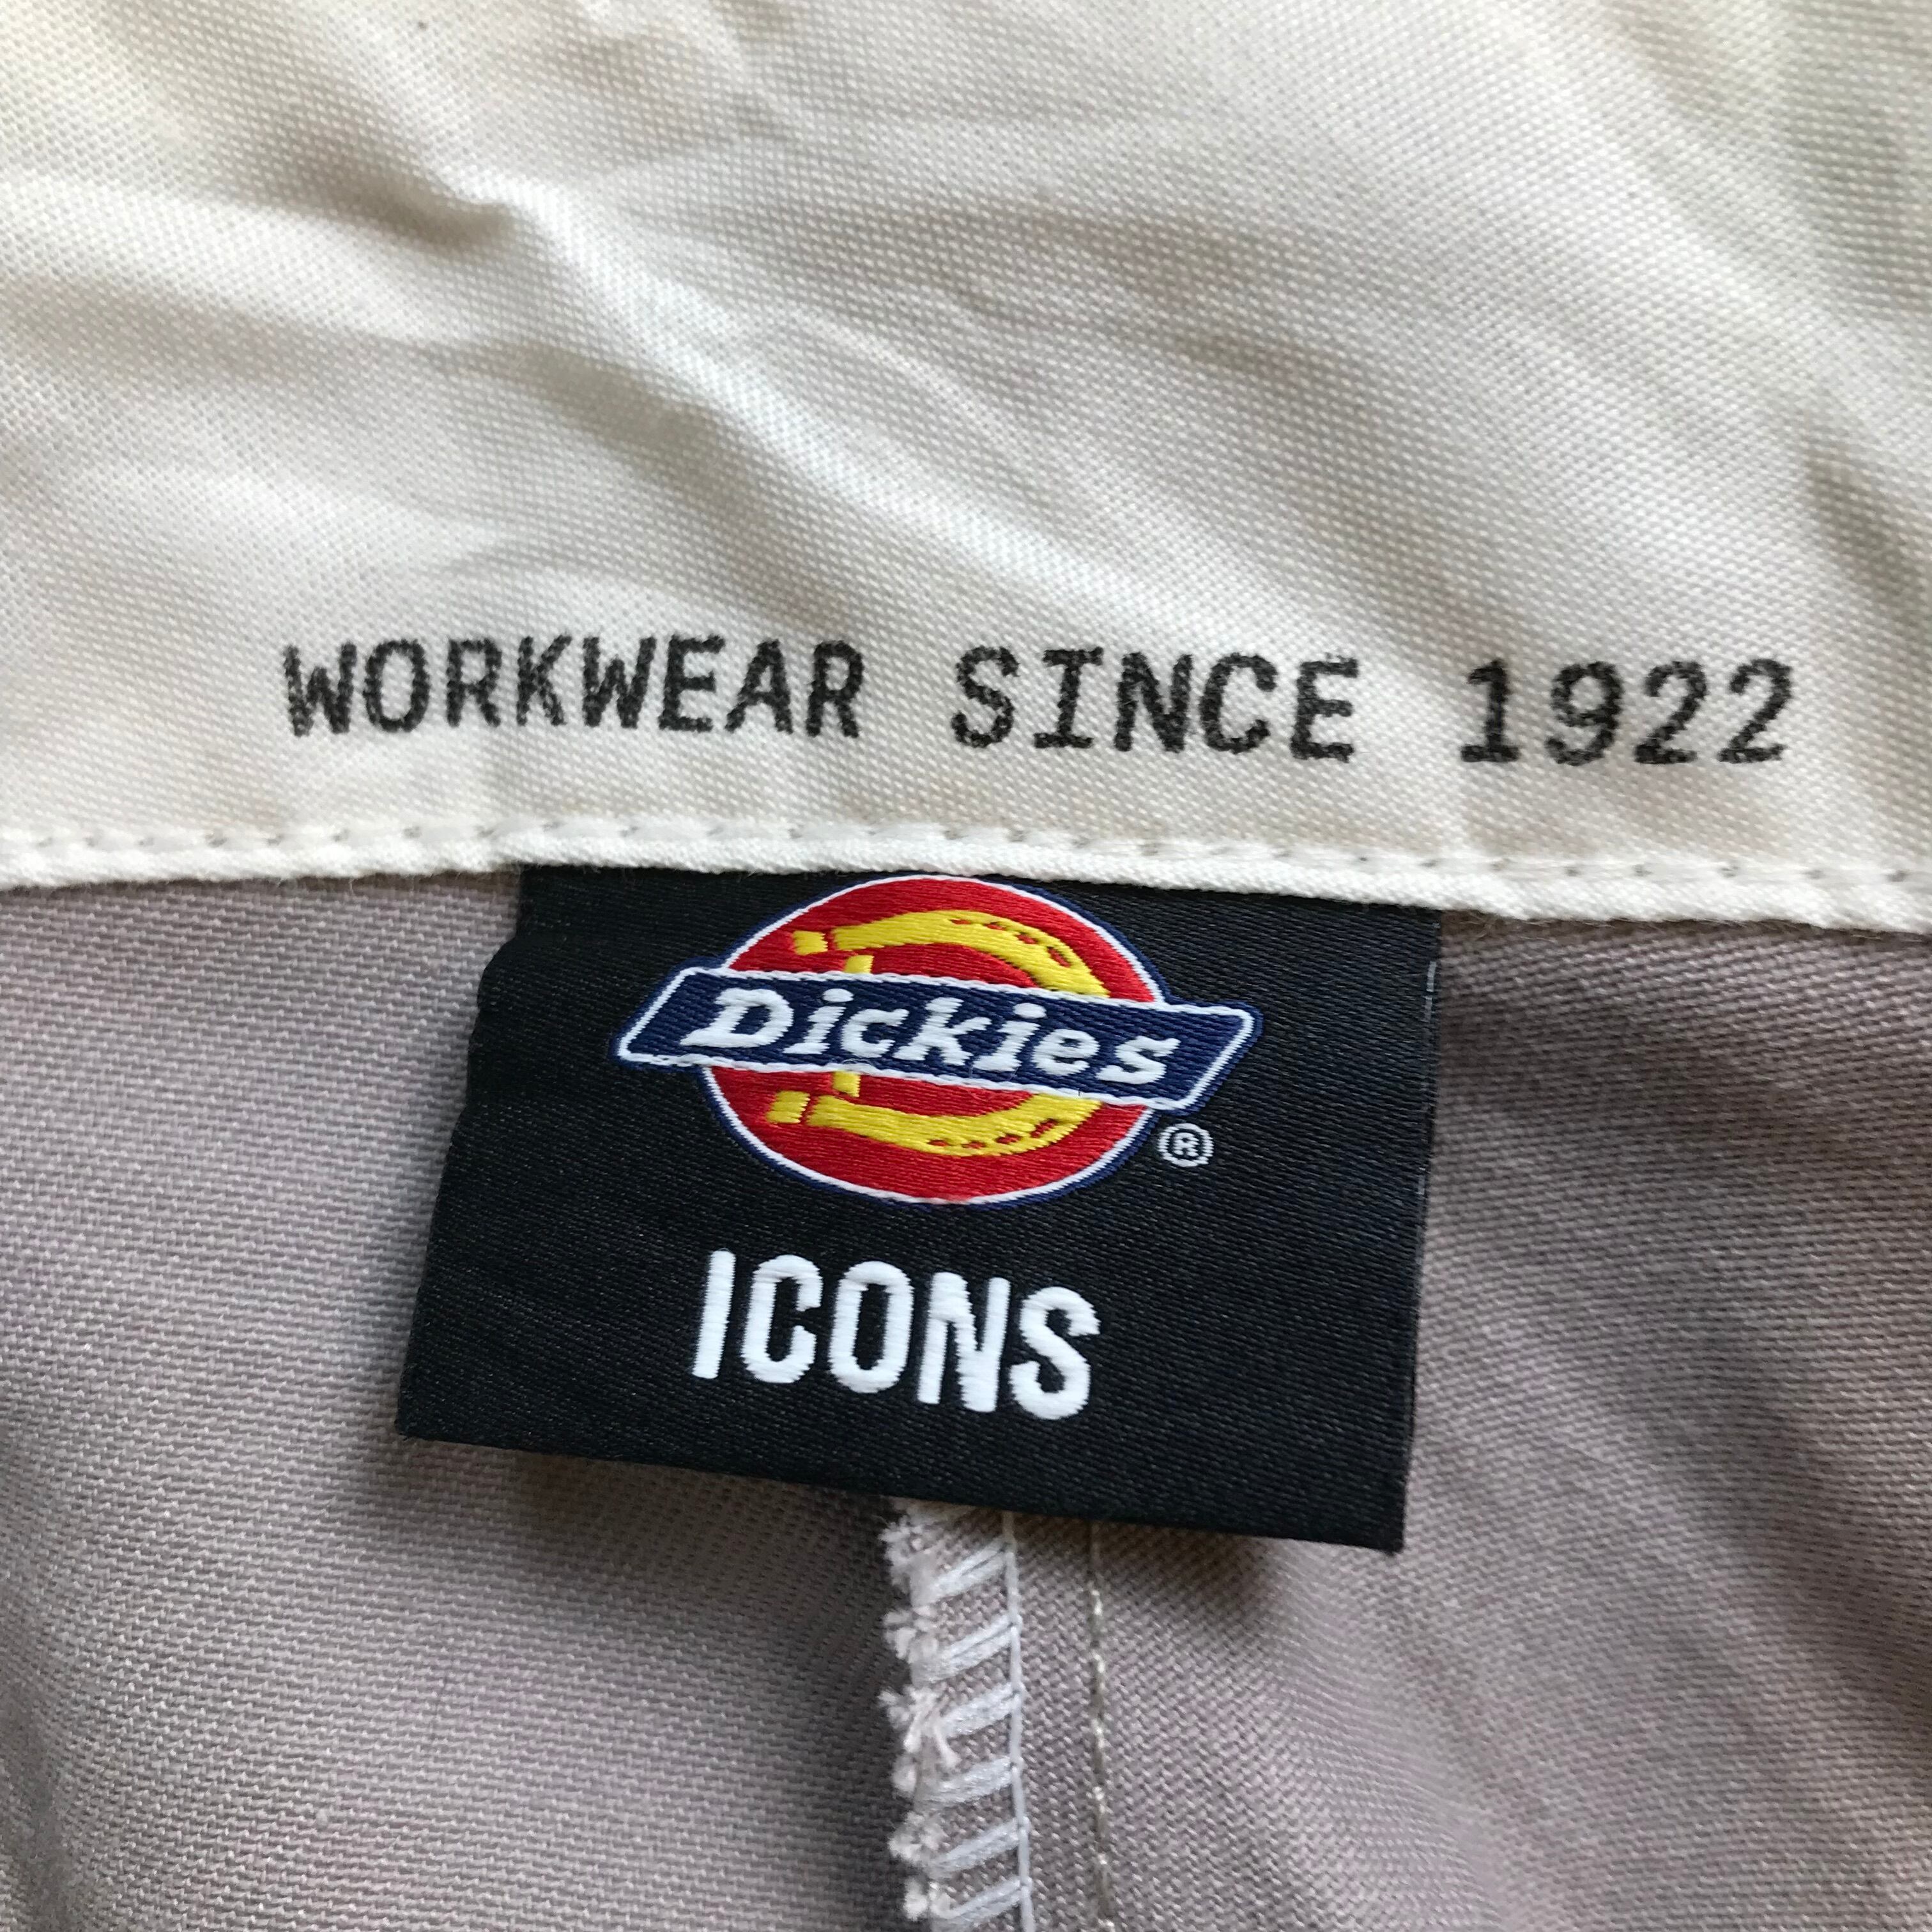 WORKWEAR SINCE 1922
Dickies
®
ICONS